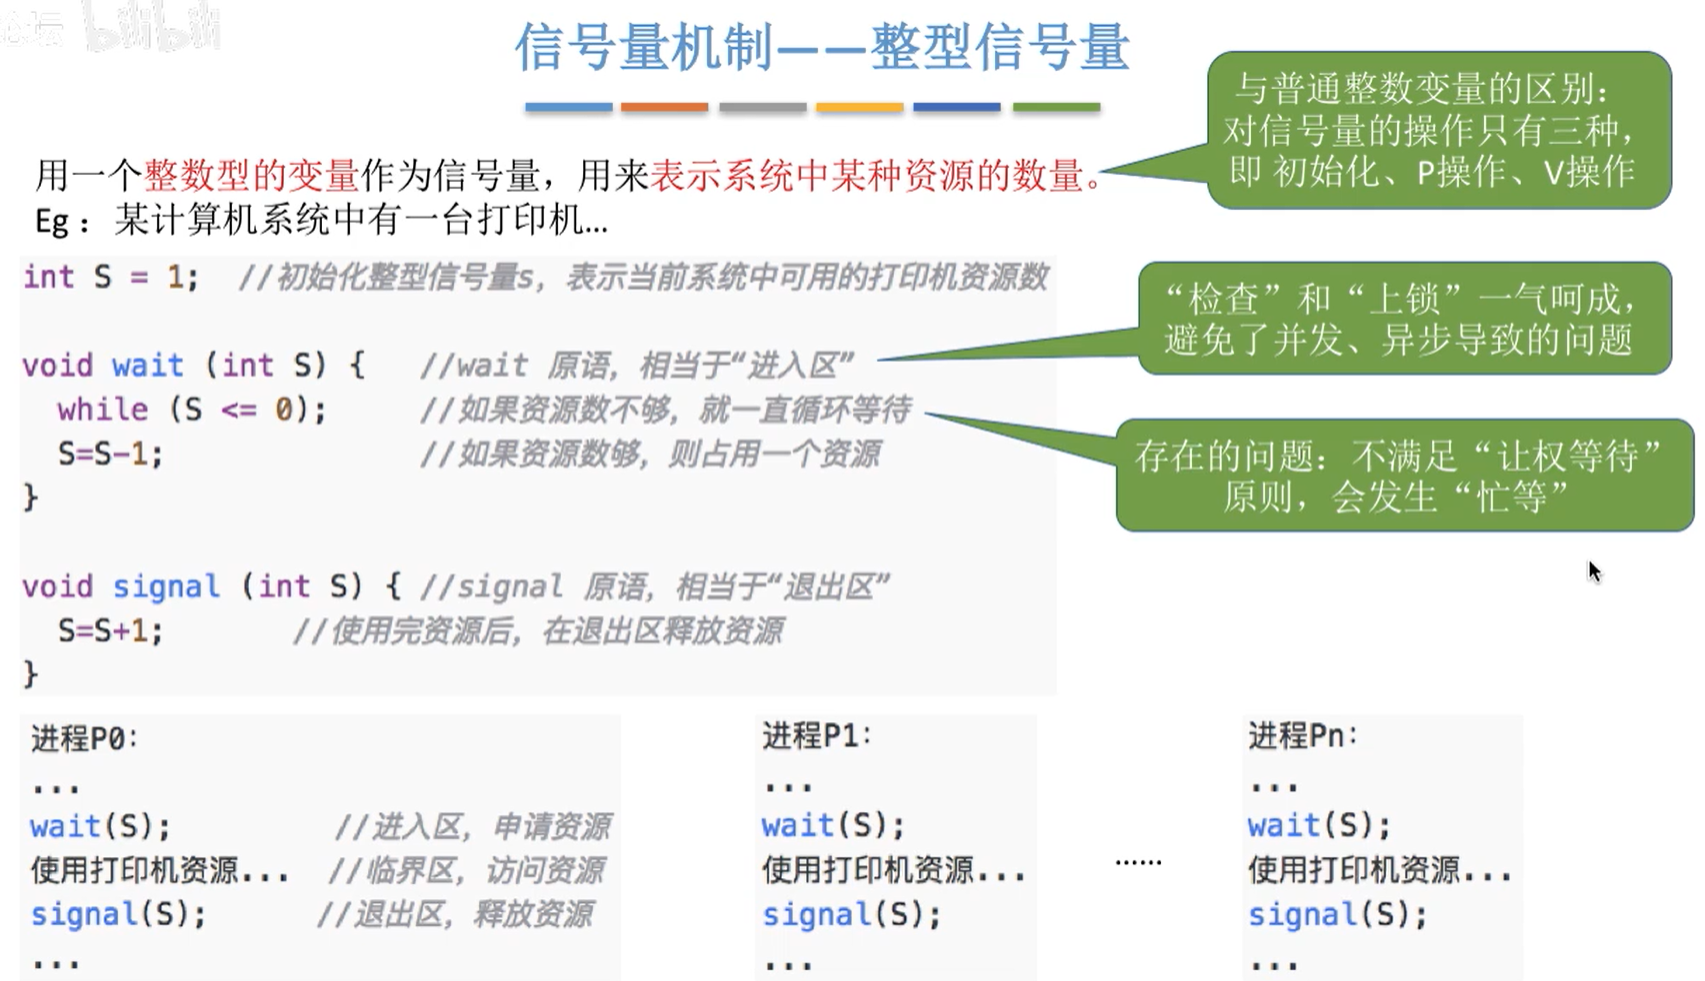 论坛 bilibili
信号量机制——整型信号量
与普通整数变量的区别：
对信号量的操作只有三种，
即 初始化、P操作、V操作
用一个整数型的变量作为信号量，用来表示系统中某种资源的数量。
Eg：某计算机系统中有一台打印机...
int S = 1;  //初始化整型信号量s，表示当前系统中可用的打印机资源数
void wait (int S) {   //wait 原语，相当于“进入区”
while (S <= 0);     //如果资源数不够，就一直循环等待
S=S-1;              //如果资源数够，则占用一个资源
}
“检查”和“上锁”一气呵成，
避免了并发、异步导致的问题
存在的问题：不满足“让权等待”
原则，会发生“忙等”
void signal (int S) { //signal 原语，相当于“退出区”
S=S+1;       //使用完资源后，在退出区释放资源
}
进程P0：
...
wait(S);         //进入区，申请资源
使用打印机资源...  //临界区，访问资源
signal(S);      //退出区，释放资源
...
进程P1：
...
wait(S);
使用打印机资源...
signal(S);
...
......
进程Pn：
...
wait(S);
使用打印机资源...
signal(S);
...